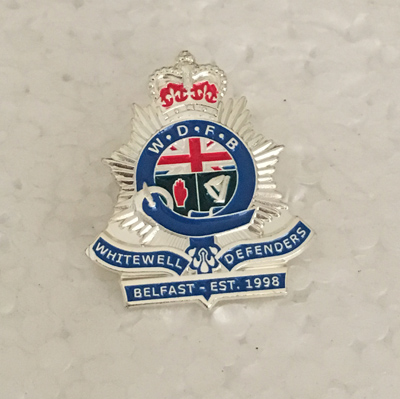 W·D·F·B
WHITEWELL DEFENDERS
BELFAST - EST. 1998